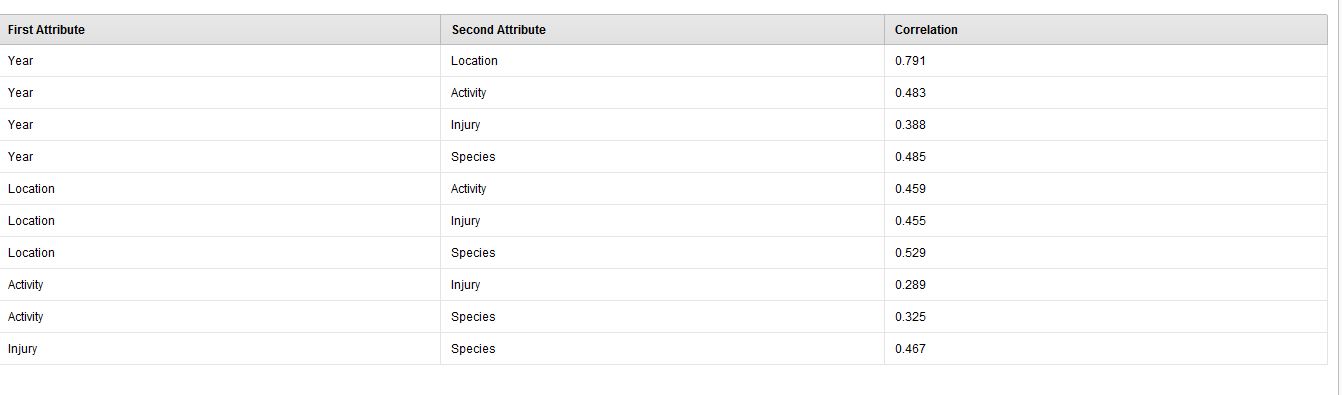 First Attribute Second Attribute Correlation
Year Location 0.791
Year Activity 0.483
Year Injury 0.388
Year Species 0.485
Location Activity 0.459
Location Injury 0.455
Location Species 0.529
Activity Injury 0.289
Activity Species 0.325
Injury Species 0.467